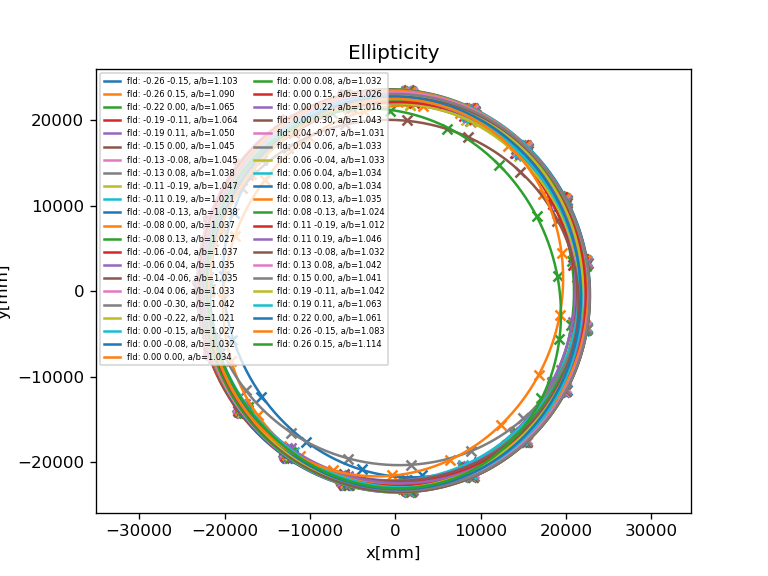 Ellipticity
fld: -0.26 -0.15, a/b=1.103
fld: -0.26 0.15, a/b=1.090
fld: -0.22 0.00, a/b=1.065
fld: -0.19 -0.11, a/b=1.064
fld: -0.19 0.11, a/b=1.050
fld: -0.15 0.00, a/b=1.045
fld: -0.13 -0.08, a/b=1.045
fld: -0.13 0.08, a/b=1.038
fld: -0.11 -0.19, a/b=1.047
fld: -0.11 0.19, a/b=1.021
fld: -0.08 -0.13, a/b=1.038
fld: -0.08 0.00, a/b=1.037
fld: -0.08 0.13, a/b=1.027
fld: -0.06 -0.04, a/b=1.037
fld: -0.06 0.04, a/b=1.035
fld: -0.04 -0.06, a/b=1.035
fld: -0.04 0.06, a/b=1.033
fld: 0.00 -0.30, a/b=1.042
fld: 0.00 -0.22, a/b=1.021
fld: 0.00 -0.15, a/b=1.027
fld: 0.00 -0.08, a/b=1.032
fld: 0.00 0.00, a/b=1.034
fld: 0.00 0.08, a/b=1.032
fld: 0.00 0.15, a/b=1.026
fld: 0.00 0.22, a/b=1.016
fld: 0.00 0.30, a/b=1.043
fld: 0.04 -0.06, a/b=1.031
fld: 0.04 0.06, a/b=1.033
fld: 0.06 -0.04, a/b=1.033
fld: 0.06 0.04, a/b=1.034
fld: 0.08 0.00, a/b=1.034
fld: 0.08 0.13, a/b=1.035
fld: 0.08 -0.13, a/b=1.024
fld: 0.11 -0.19, a/b=1.012
fld: 0.11 0.19, a/b=1.046
fld: 0.13 -0.08, a/b=1.032
fld: 0.13 0.08, a/b=1.042
fld: 0.15 0.00, a/b=1.041
fld: 0.19 -0.11, a/b=1.042
fld: 0.19 0.11, a/b=1.063
fld: 0.22 0.00, a/b=1.061
fld: 0.26 -0.15, a/b=1.083
fld: 0.26 0.15, a/b=1.114
20000
10000
0
−10000
−20000
y[mm]
−30000 −20000 −10000 0 10000 20000 30000
x[mm]